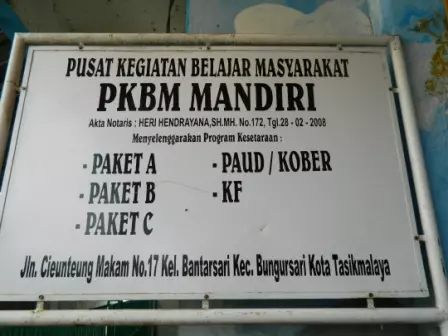 PUSAT KEGIATAN BELAJAR MASYARAKAT
PKBM MANDIRI
Akta Notaris : HERI HENDRAYANA,SH.MH. No.172, Tgl.28 - 02 - 2008
Menyelenggarakan Program Kesetaraan :
- PAKET A - PAUD / KOBER
- PAKET B - KF
- PAKET C
Jln. Cieunteung Makam No.17 Kel. Bantarsari Kec. Bungursari Kota Tasikmalaya